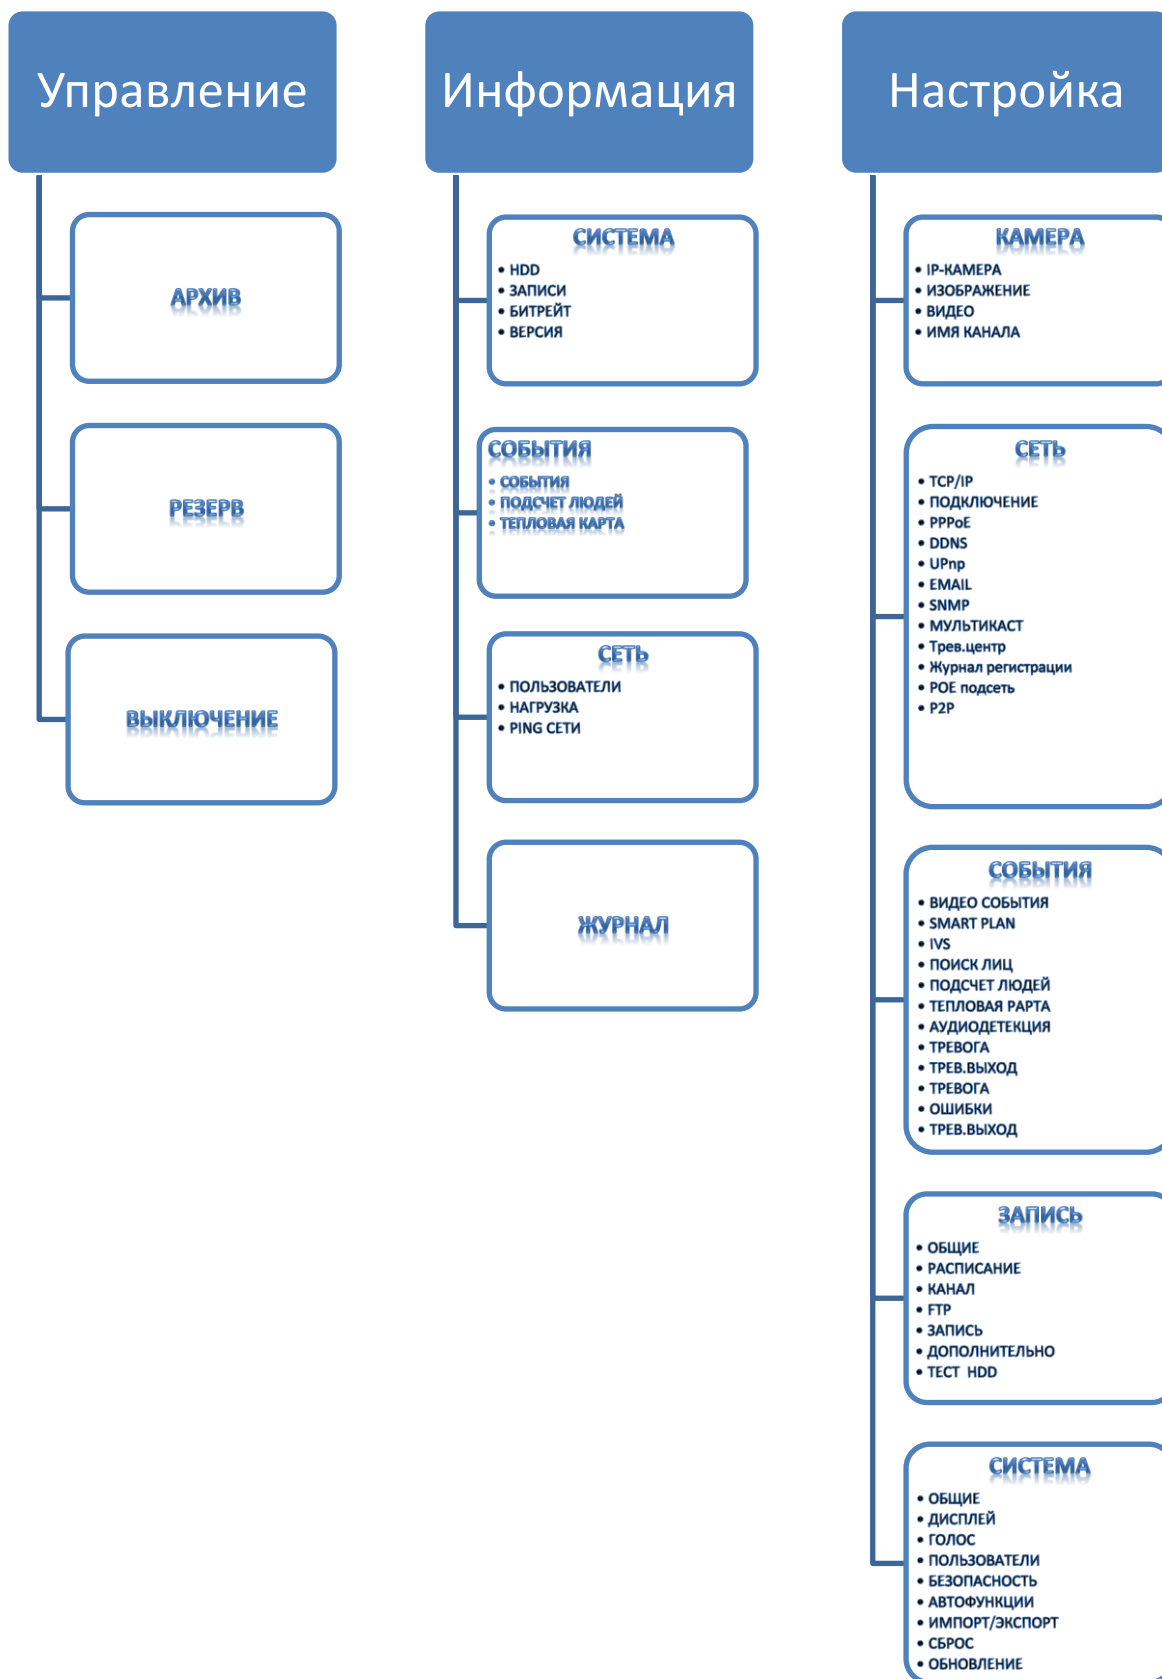 Управление
АРХИВ
РЕЗЕРВ
ВЫКЛЮЧЕНИЕ
Информация
СИСТЕМА
• HDD
• ЗАПИСИ
• БИТРЕЙТ
• ВЕРСИЯ
СОБЫТИЯ
• СОБЫТИЯ
• ПОДСЧЕТ ЛЮДЕЙ
• ТЕПЛОВАЯ КАРТА
СЕТЬ
• ПОЛЬЗОВАТЕЛИ
• НАГРУЗКА
• PING СЕТИ
ЖУРНАЛ
Настройка
КАМЕРА
• IP-КАМЕРА
• ИЗОБРАЖЕНИЕ
• ВИДЕО
• ИМЯ КАНАЛА
СЕТЬ
• TCP/IP
• ПОДКЛЮЧЕНИЕ
• PPPoE
• DDNS
• UPnp
• EMAIL
• SNMP
• МУЛЬТИКАСТ
• Трев.центр
• Журнал регистрации
• POE подсеть
• P2P
СОБЫТИЯ
• ВИДЕО СОБЫТИЯ
• SMART PLAN
• IVS
• ПОИСК ЛИЦ
• ПОДСЧЕТ ЛЮДЕЙ
• ТЕПЛОВАЯ РАРТА
• АУДИОДЕТЕКЦИЯ
• ТРЕВОГА
• ТРЕВ.ВЫХОД
• ТРЕВОГА
• ОШИБКИ
• ТРЕВ.ВЫХОД
ЗАПИСЬ
• ОБЩИЕ
• РАСПИСАНИЕ
• КАНАЛ
• FTP
• ЗАПИСЬ
• ДОПОЛНИТЕЛЬНО
• ТЕСТ HDD
СИСТЕМА
• ОБЩИЕ
• ДИСПЛЕЙ
• ГОЛОС
• ПОЛЬЗОВАТЕЛИ
• БЕЗОПАСНОСТЬ
• АВТОФУНКЦИИ
• ИМПОРТ/ЭКСПОРТ
• СБРОС
• ОБНОВЛЕНИЕ